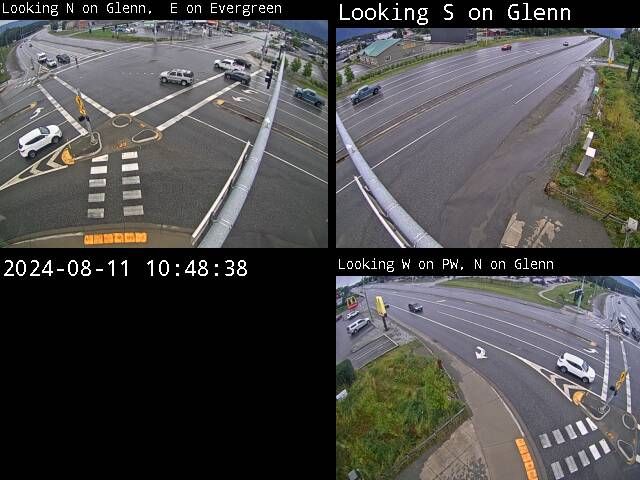 Looking N on Glenn,  E on Evergreen
Looking S on Glenn
2024-08-11 10:48:38
Looking W on PW, N on Glenn